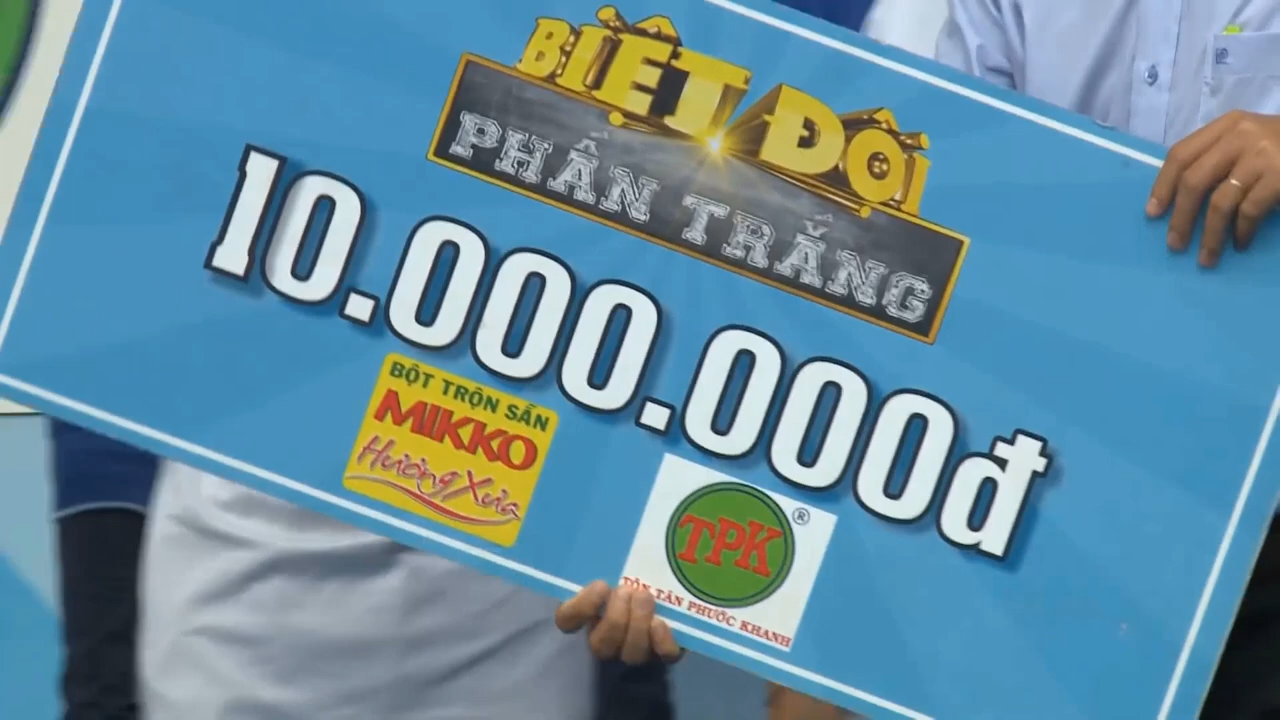 BIỆT ĐỘI
PHẤN TRẮNG
10.000.000đ
BỘT TRỘN SẴN
MIKKO
Hương Xưa
TPK ®
TÔN TÂN PHƯỚC KHANH